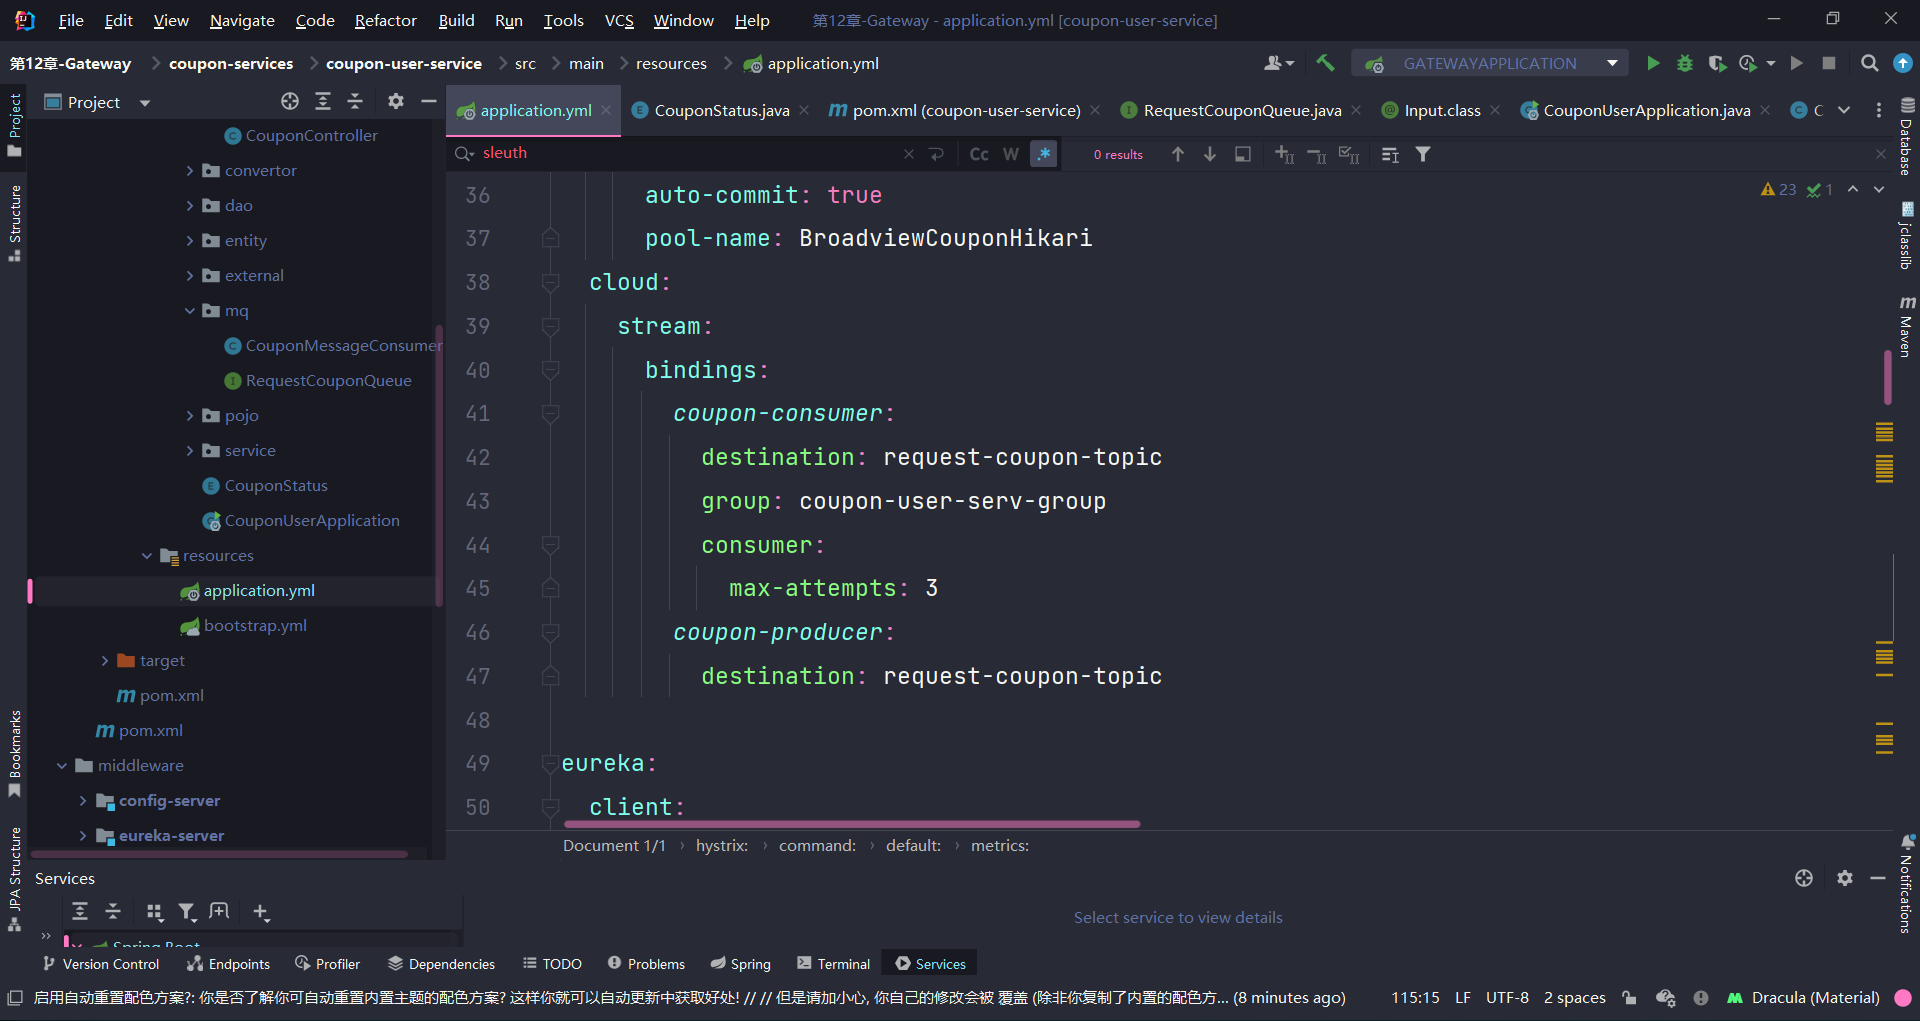 File Edit View Navigate Code Refactor Build Run Tools VCS Window Help 第12章-Gateway - application.yml [coupon-user-service]
第12章-Gateway coupon-services coupon-user-service src main resources application.yml GATEWAYAPPLICATION
Project
application.yml CouponStatus.java pom.xml (coupon-user-service) RequestCouponQueue.java Input.class CouponUserApplication.java C
sleuth Cc W .* 0 results
23 1
CouponController
convertor
dao
entity
external
mq
CouponMessageConsumer
RequestCouponQueue
pojo
service
CouponStatus
CouponUserApplication
resources
application.yml
bootstrap.yml
target
pom.xml
pom.xml
middleware
config-server
eureka-server
36 auto-commit: true
37 pool-name: BroadviewCouponHikari
38 cloud:
39 stream:
40 bindings:
41 coupon-consumer:
42 destination: request-coupon-topic
43 group: coupon-user-serv-group
44 consumer:
45 max-attempts: 3
46 coupon-producer:
47 destination: request-coupon-topic
48
49 eureka:
50 client:
Document 1/1 › hystrix: › command: › default: › metrics:
Project
Structure
Bookmarks
JPA Structure
Database
jclasslib
Maven
Notifications
Services
Select service to view details
Spring Boot
Version Control Endpoints Profiler Dependencies TODO Problems Spring Terminal Services
启用自动重置配色方案?: 你是否了解你可自动重置内置主题的配色方案? 这样你就可以自动更新中获取好处! // // 但是请加小心, 你自己的修改会被 覆盖 (除非你复制了内置的配色方... (8 minutes ago) 115:15 LF UTF-8 2 spaces Dracula (Material)